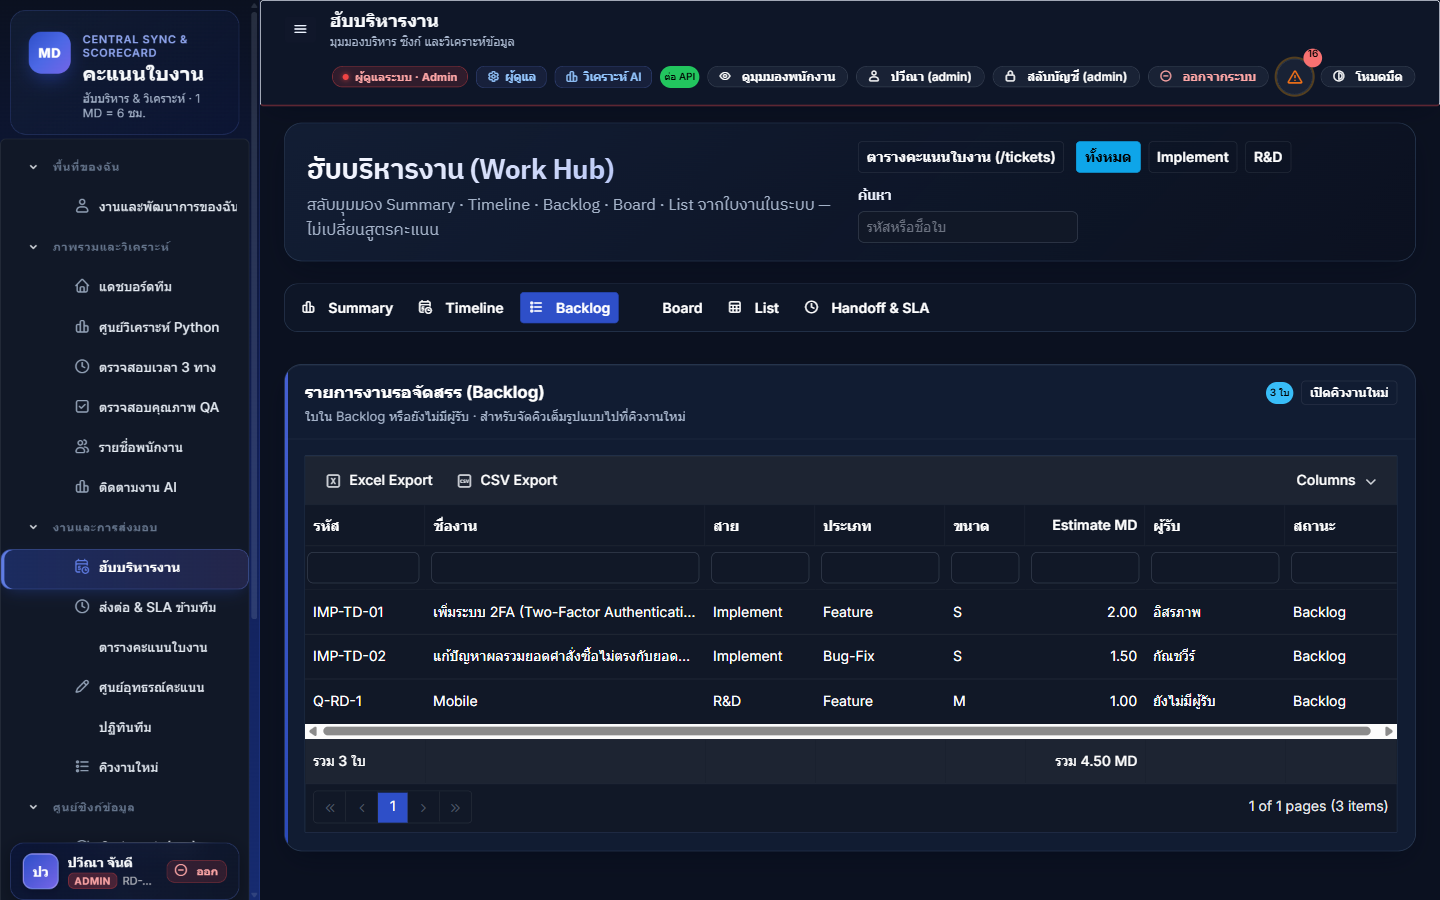 MD
CENTRAL SYNC &
SCORECARD
คะแนนใบงาน
ฮับบริหาร & วิเคราะห์ · 1
MD = 6 ชม.
พื้นที่ของฉัน
งานและพัฒนาการของฉัน
ภาพรวมและวิเคราะห์
แดชบอร์ดทีม
ศูนย์วิเคราะห์ Python
ตรวจสอบเวลา 3 ทาง
ตรวจสอบคุณภาพ QA
รายชื่อพนักงาน
ติดตามงาน AI
งานและการส่งมอบ
ฮับบริหารงาน
ส่งต่อ & SLA ข้ามทีม
ตารางคะแนนใบงาน
ศูนย์อุทธรณ์คะแนน
ปฏิทินทีม
คิวงานใหม่
ศูนย์ซิงก์ข้อมูล
ปว
ปวีณา จันดี
ADMIN RD-...
ออก
ฮับบริหารงาน
มุมมองบริหาร ซิงก์ และวิเคราะห์ข้อมูล
ผู้ดูแลระบบ · Admin
ผู้ดูแล
วิเคราะห์ AI
ต่อ API
ดูมุมมองพนักงาน
ปวีณา (admin)
สลับบัญชี (admin)
ออกจากระบบ
16
โหมดมืด
ฮับบริหารงาน (Work Hub)
สลับมุมมอง Summary · Timeline · Backlog · Board · List จากใบงานในระบบ —
ไม่เปลี่ยนสูตรคะแนน
ตารางคะแนนใบงาน (/tickets)
ทั้งหมด
Implement
R&D
ค้นหา
รหัสหรือชื่อใบ
Summary
Timeline
Backlog
Board
List
Handoff & SLA
รายการงานรอจัดสรร (Backlog)
ใบใน Backlog หรือยังไม่มีผู้รับ · สำหรับจัดคิวเต็มรูปแบบไปที่คิวงานใหม่
3 ใบ
เปิดคิวงานใหม่
Excel Export
CSV Export
Columns
รหัส ชื่องาน สาย ประเภท ขนาด Estimate MD ผู้รับ สถานะ
IMP-TD-01 เพิ่มระบบ 2FA (Two-Factor Authenticati... Implement Feature S 2.00 อิสรภาพ Backlog
IMP-TD-02 แก้ปัญหาผลรวมยอดคำสั่งซื้อไม่ตรงกับยอด... Implement Bug-Fix S 1.50 กัณชวีร์ Backlog
Q-RD-1 Mobile R&D Feature M 1.00 ยังไม่มีผู้รับ Backlog
รวม 3 ใบ รวม 4.50 MD
1
1 of 1 pages (3 items)